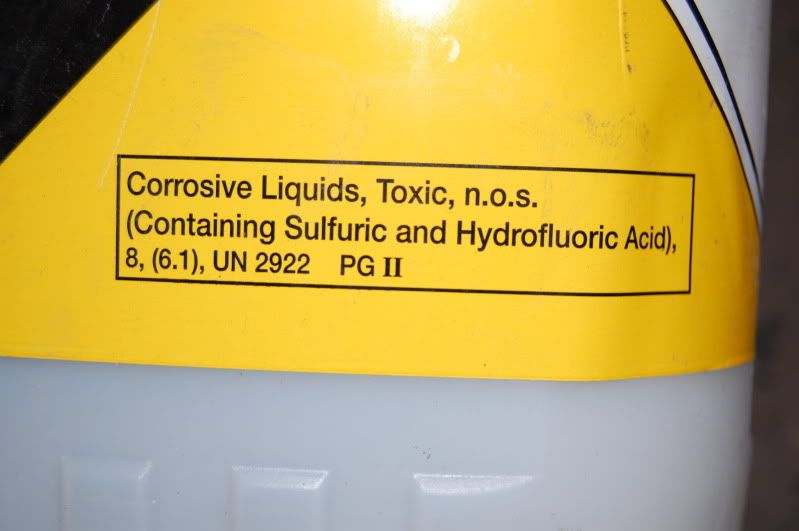 Corrosive Liquids, Toxic, n.o.s.
(Containing Sulfuric and Hydrofluoric Acid),
8, (6.1), UN 2922 PG II